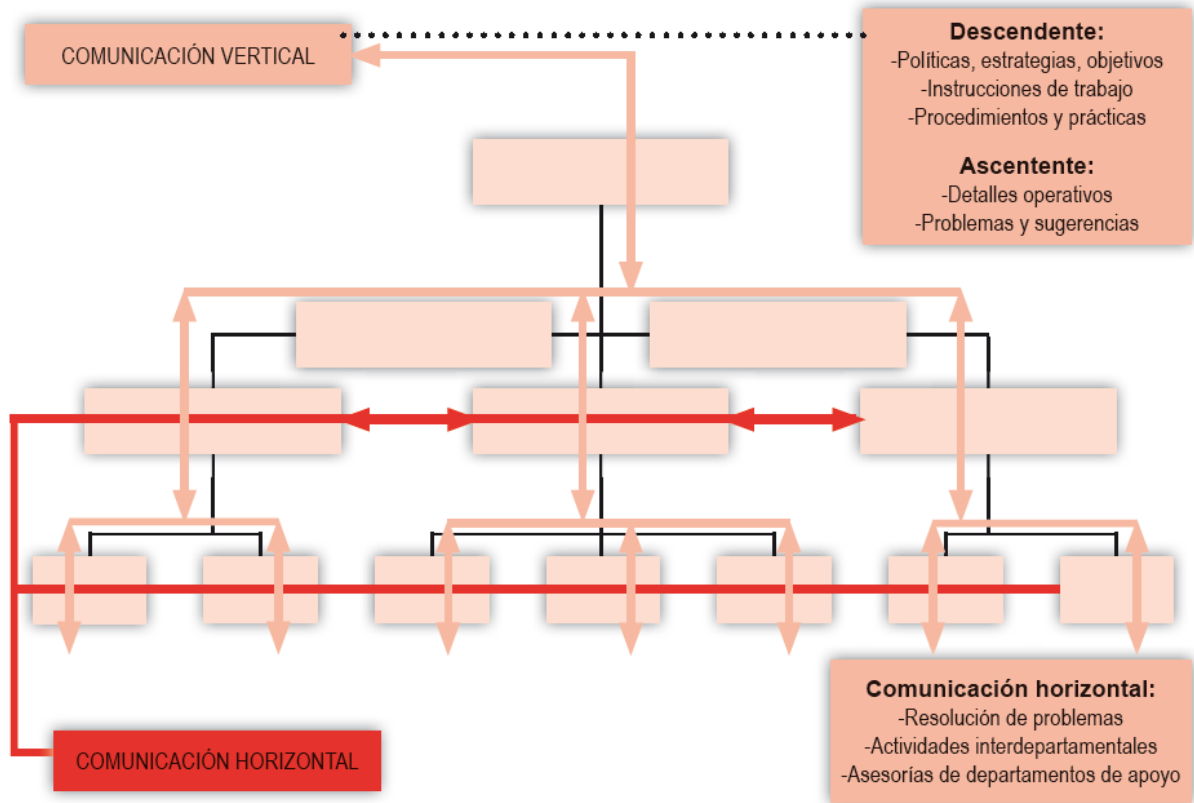 COMUNICACIÓN VERTICAL
Descendente:
-Políticas, estrategias, objetivos
-Instrucciones de trabajo
-Procedimientos y prácticas
Ascentente:
-Detalles operativos
-Problemas y sugerencias
Comunicación horizontal:
-Resolución de problemas
-Actividades interdepartamentales
-Asesorías de departamentos de apoyo
COMUNICACIÓN HORIZONTAL